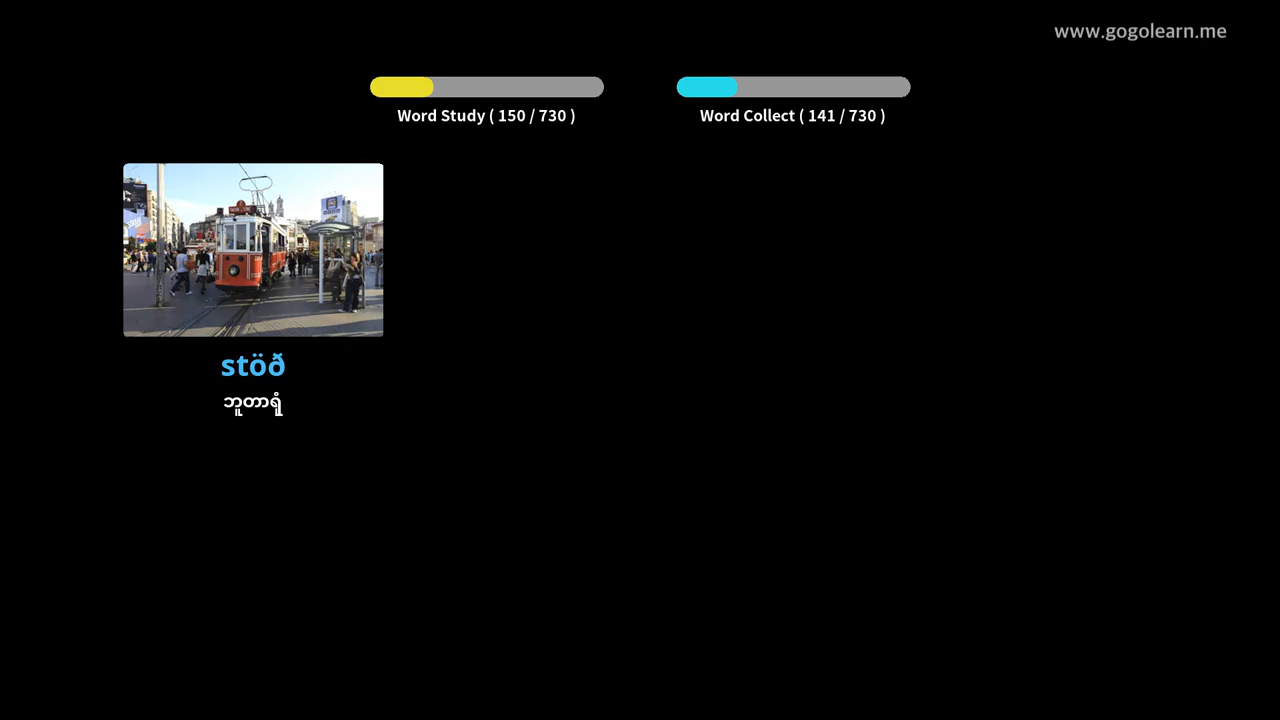 www.gogolearn.me
Word Study ( 150 / 730 )
Word Collect ( 141 / 730 )
stöð
ဘူတာရုံ